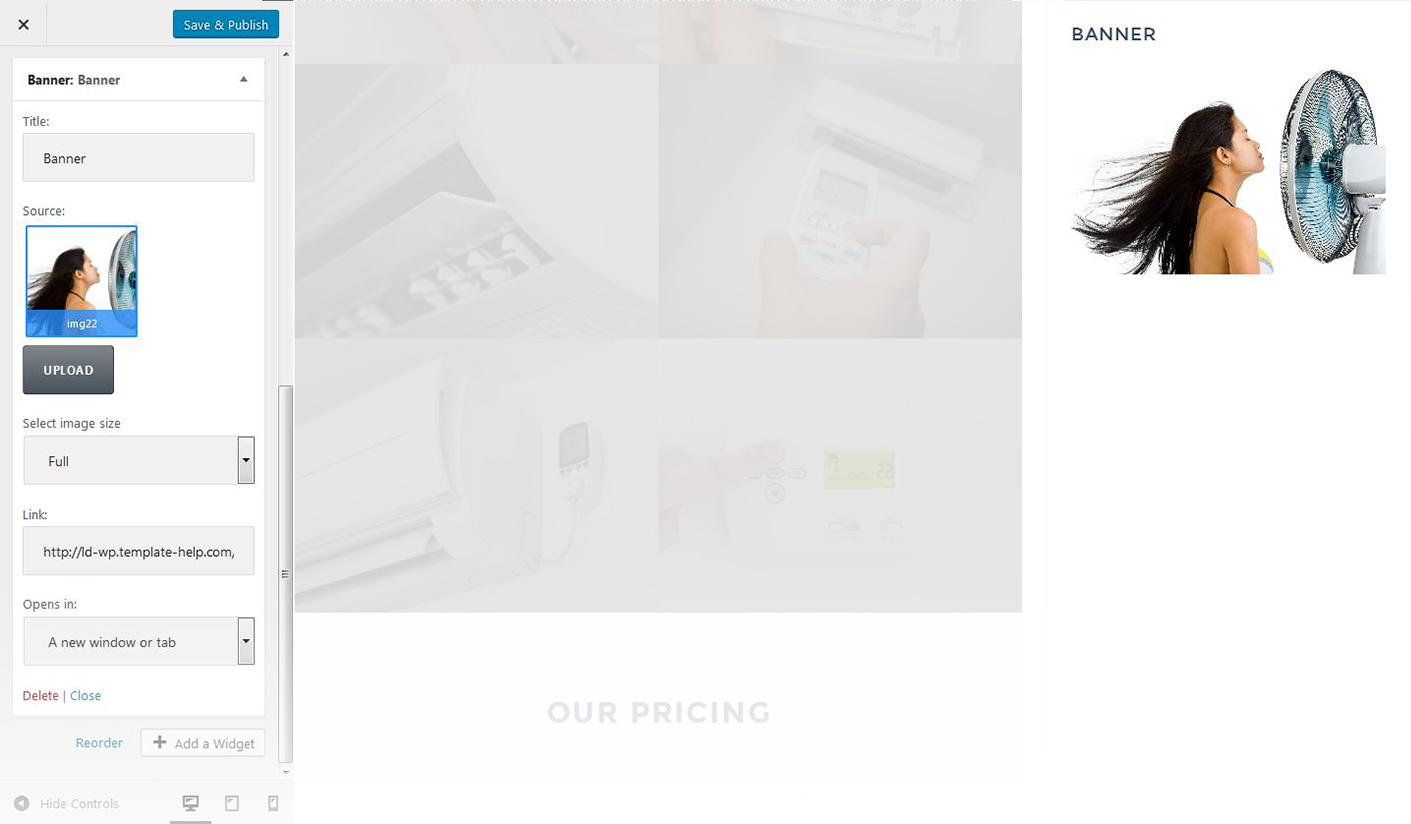 Save & Publish
Banner: Banner
Title:
Banner
Source:
img22
UPLOAD
Select image size
Full
Link:
http://ld-wp.template-help.com,
Opens in:
A new window or tab
Delete | Close
Reorder
Add a Widget
Hide Controls
OUR PRICING
BANNER